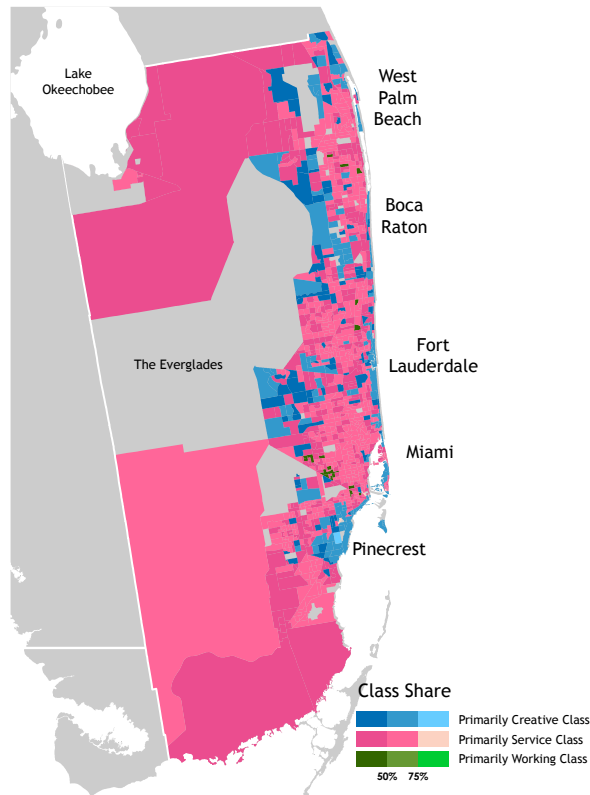 Lake
Okeechobee
West
Palm
Beach
Boca
Raton
The Everglades
Fort
Lauderdale
Miami
Pinecrest
Class Share
Primarily Creative Class
Primarily Service Class
Primarily Working Class
50% 75%